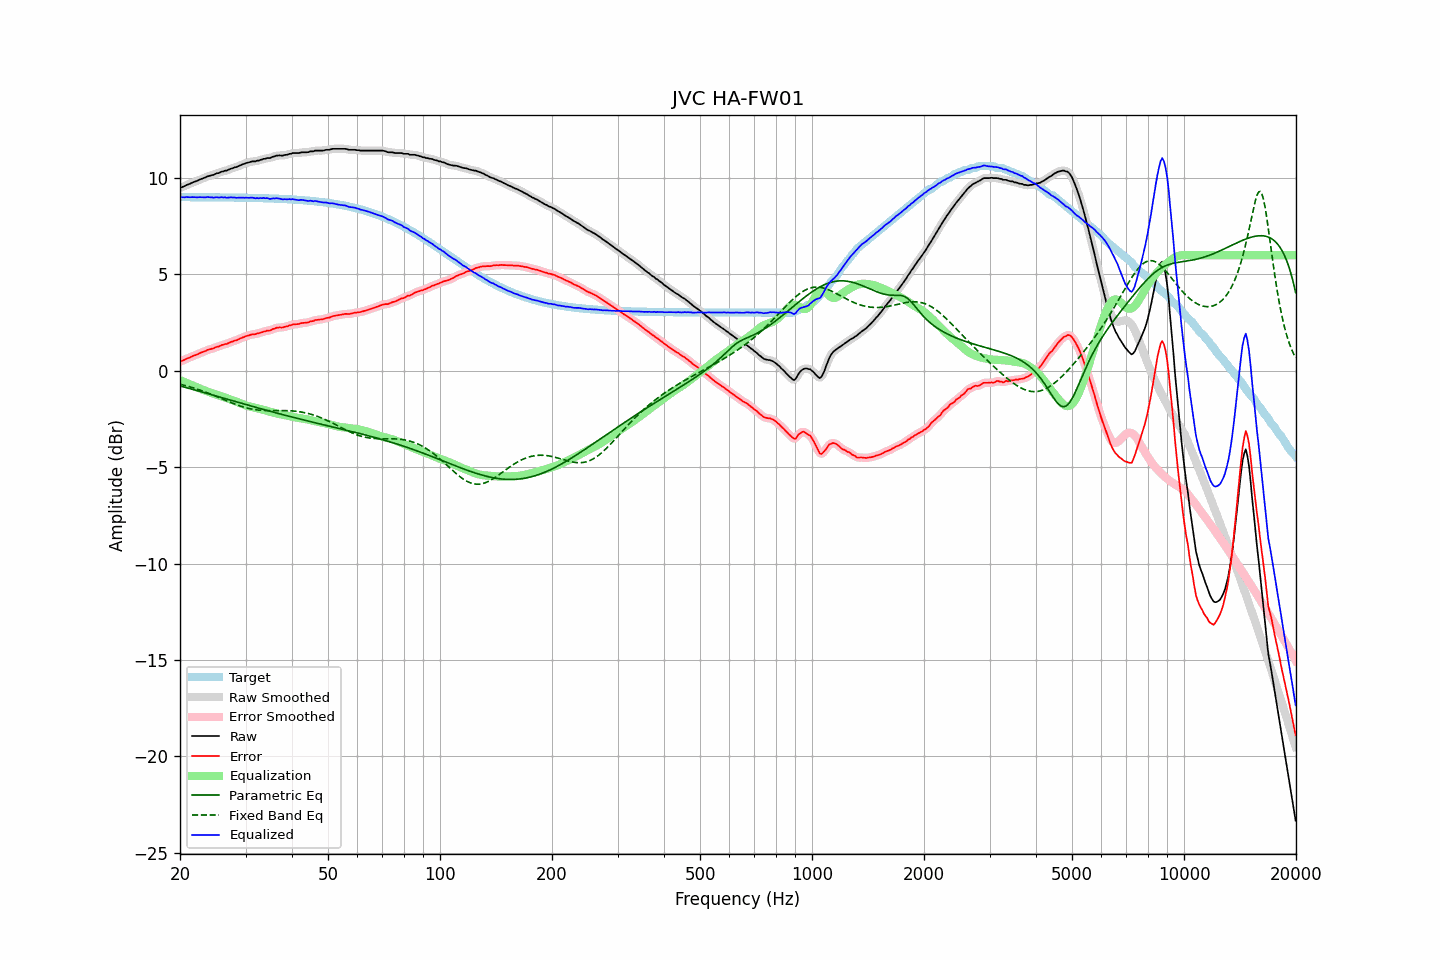 JVC HA-FW01
Amplitude (dBr)
10
5
0
−5
−10
−15
−20
−25
Target
Raw Smoothed
Error Smoothed
Raw
Error
Equalization
Parametric Eq
Fixed Band Eq
Equalized
20 50 100 200 500 1000 2000 5000 10000 20000
Frequency (Hz)